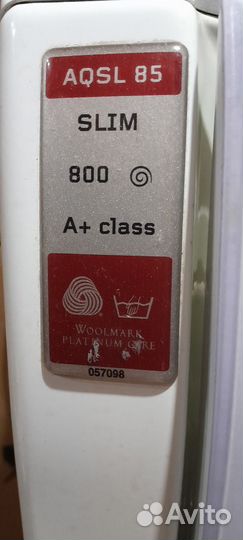 AQSL 85
SLIM
800
A+ class
WOOLMARK
PLATINUM CARE
057098
Avito